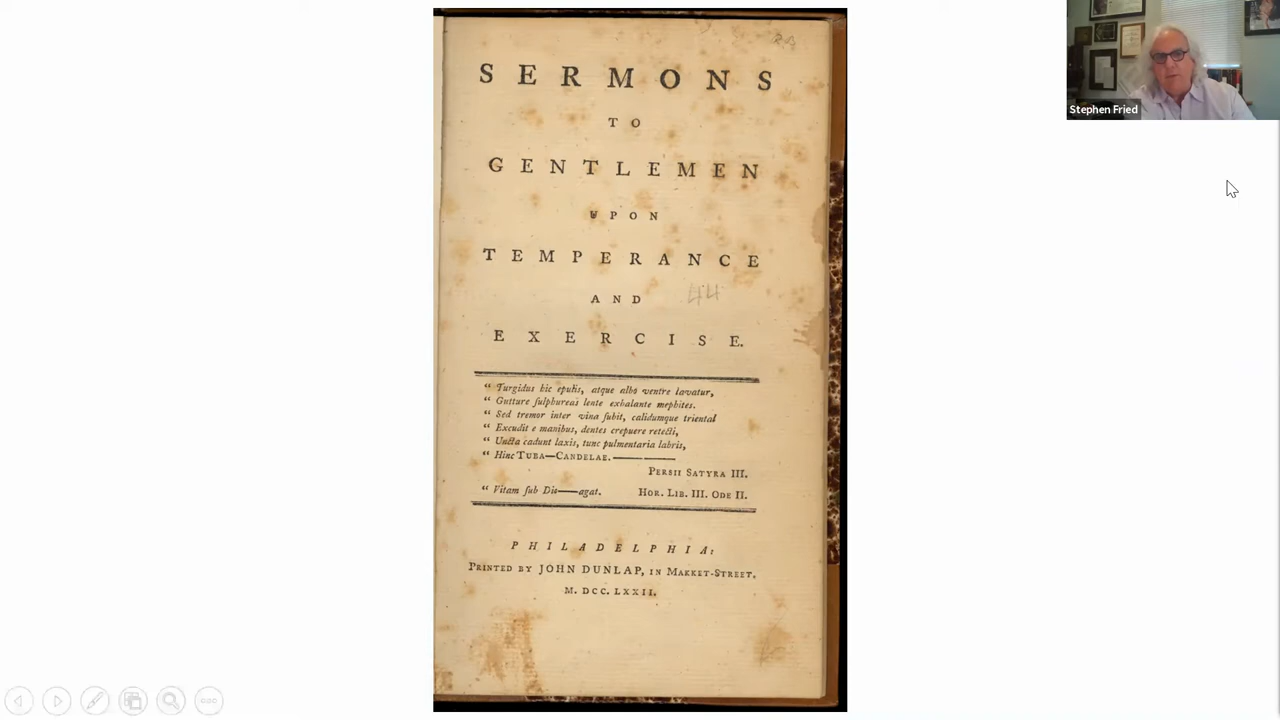 SERMONS
TO
GENTLEMEN
UPON
TEMPERANCE
AND
44
EXERCISE.
“ Turgidus hic epulis, atque albo ventre lavatur,
“ Gutture ſulphureas lente exhalante mephites.
“ Sed tremor inter vina ſubit, calidumque triental
“ Excudit e manibus, dentes crepuere retecti,
“ Uncta cadunt laxis, tunc pulmentaria labris,
“ Hinc TUBA—CANDELAE. ——— ———
PERSII SATYRA III.
“ Vitam ſub Dio——agat. HOR. LIB. III. ODE II.
PHILADELPHIA:
PRINTED BY JOHN DUNLAP, IN MARKET-STREET,
M. DCC. LXXII.
Stephen Fried